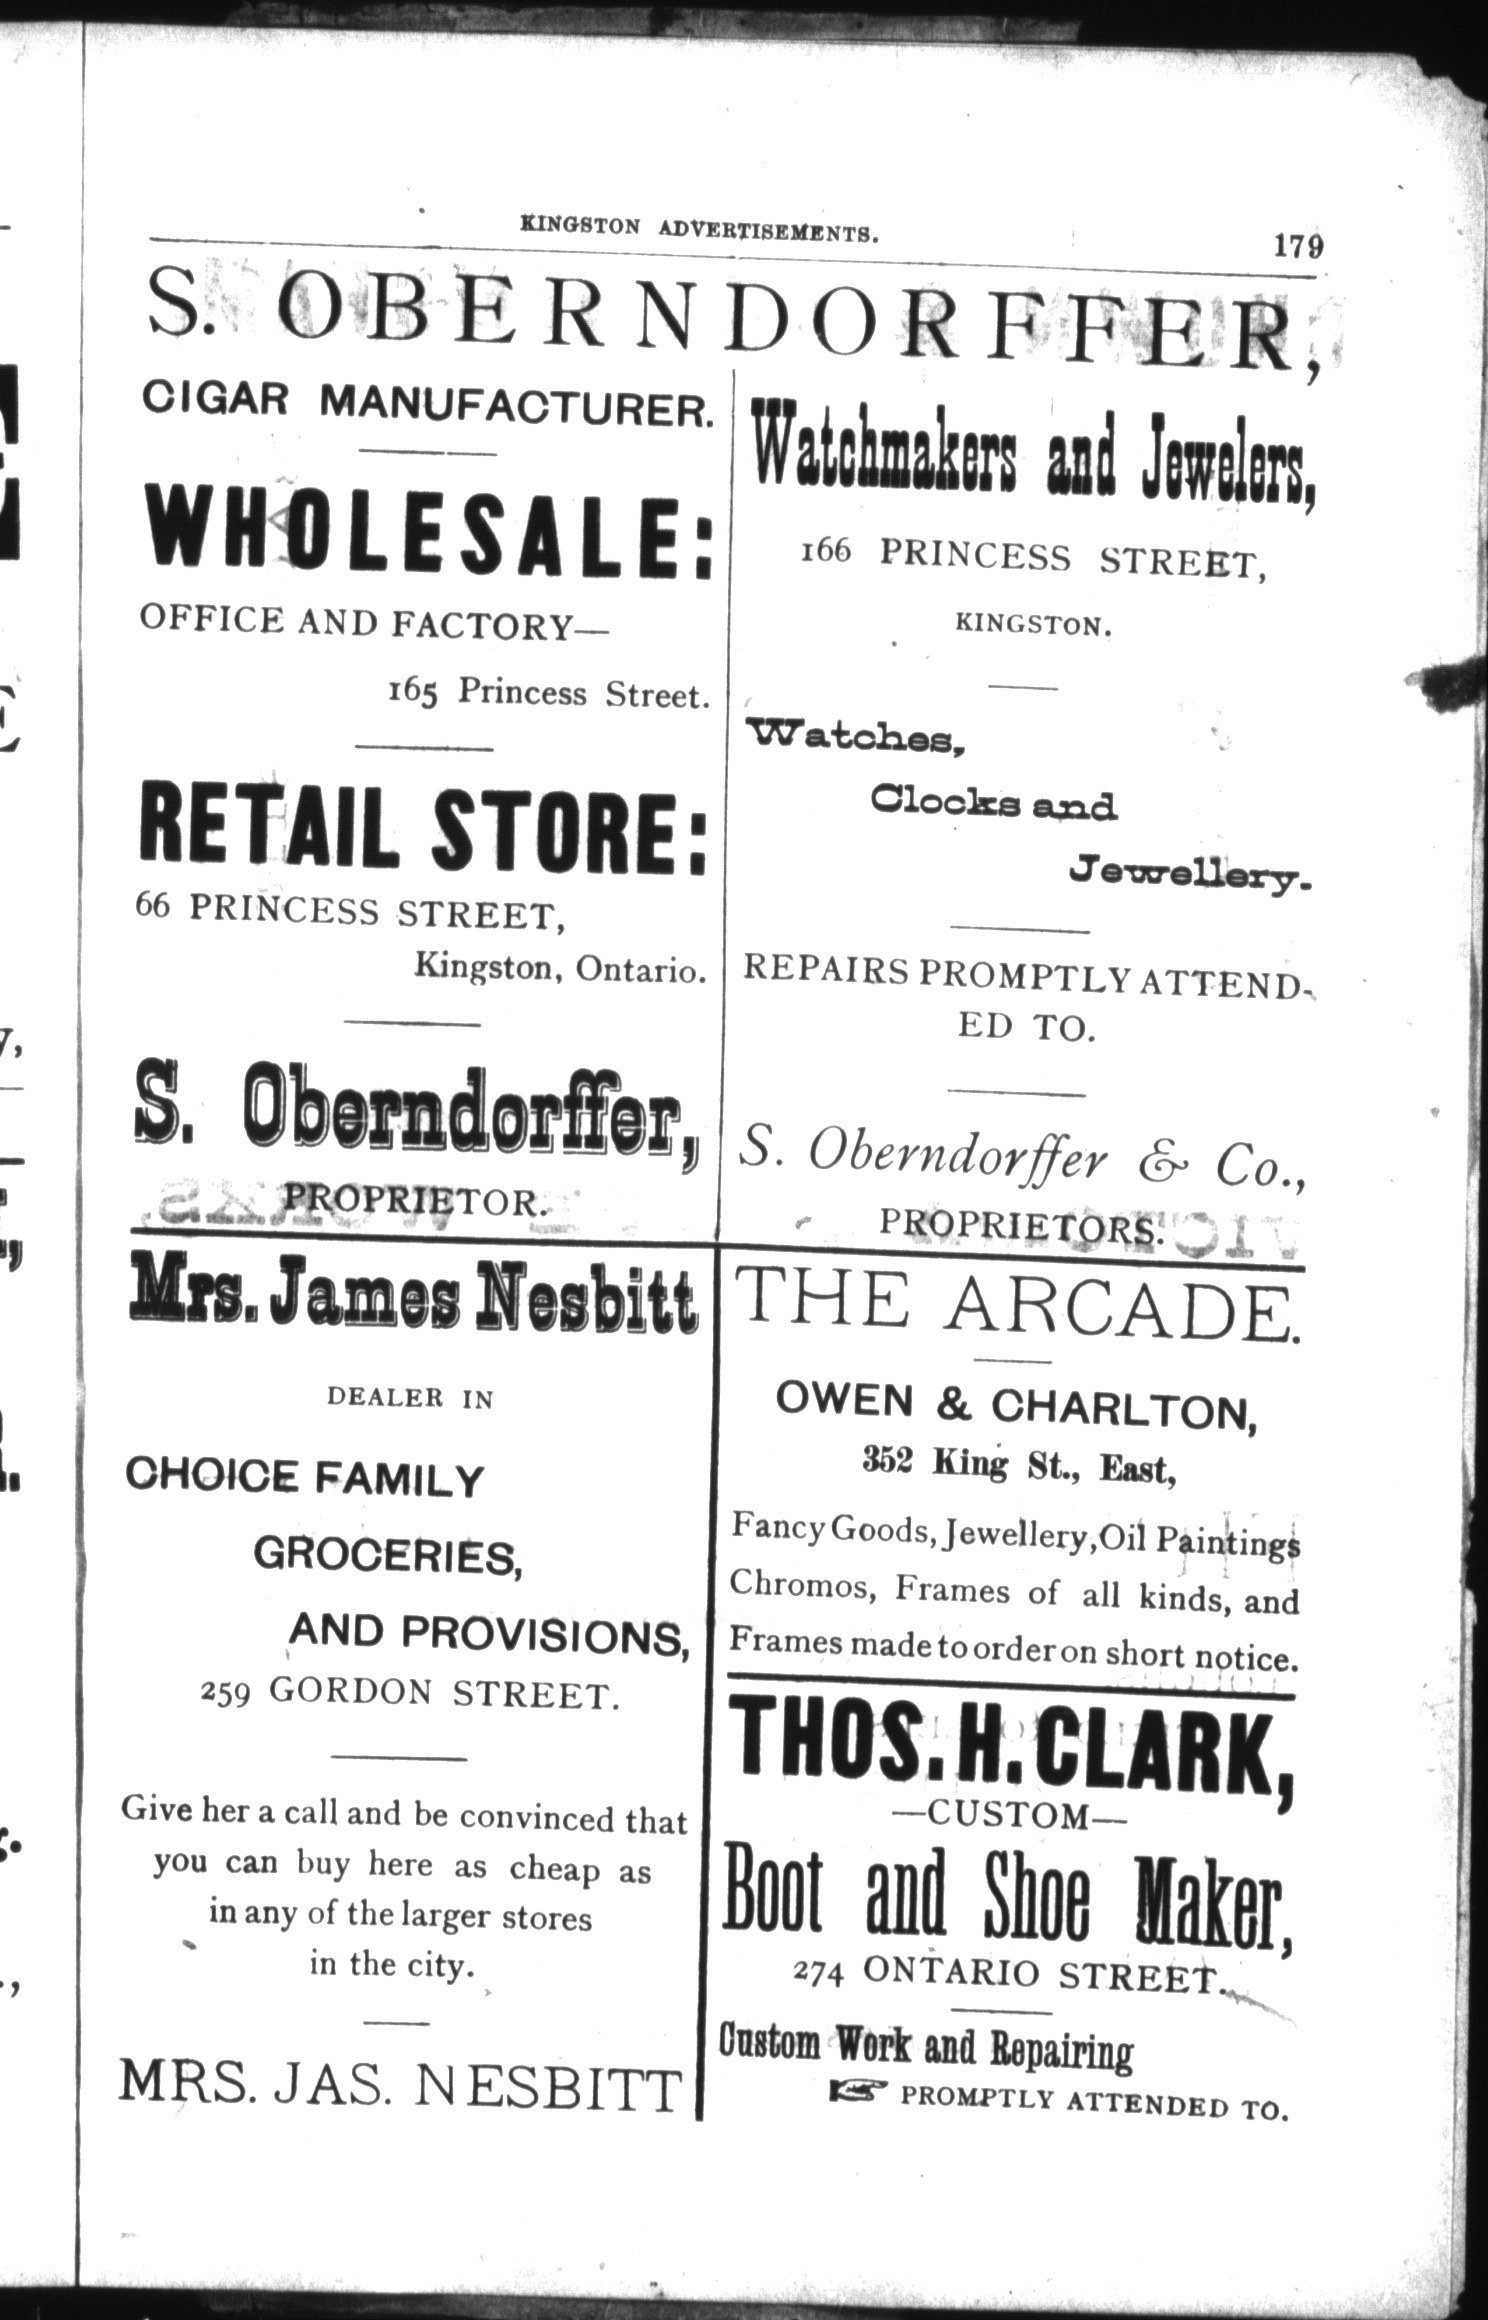 KINGSTON ADVERTISEMENTS.
179
S. OBERNDORFFER,
CIGAR MANUFACTURER.
WHOLESALE:
OFFICE AND FACTORY—
165 Princess Street.
RETAIL STORE:
66 PRINCESS STREET,
Kingston, Ontario.
S. Oberndorffer,
PROPRIETOR.
Watchmakers and Jewelers,
166 PRINCESS STREET,
KINGSTON.
Watches,
Clocks and
Jewellery.
REPAIRS PROMPTLY ATTEND-
ED TO.
S. Oberndorffer & Co.,
PROPRIETORS.
Mrs. James Nesbitt
DEALER IN
CHOICE FAMILY
GROCERIES,
AND PROVISIONS,
259 GORDON STREET.
Give her a call and be convinced that
you can buy here as cheap as
in any of the larger stores
in the city.
MRS. JAS. NESBITT
THE ARCADE.
OWEN & CHARLTON,
352 King St., East,
Fancy Goods, Jewellery, Oil Paintings
Chromos, Frames of all kinds, and
Frames made to order on short notice.
THOS. H. CLARK,
—CUSTOM—
Boot and Shoe Maker,
274 ONTARIO STREET.
Custom Work and Repairing
☞ PROMPTLY ATTENDED TO.